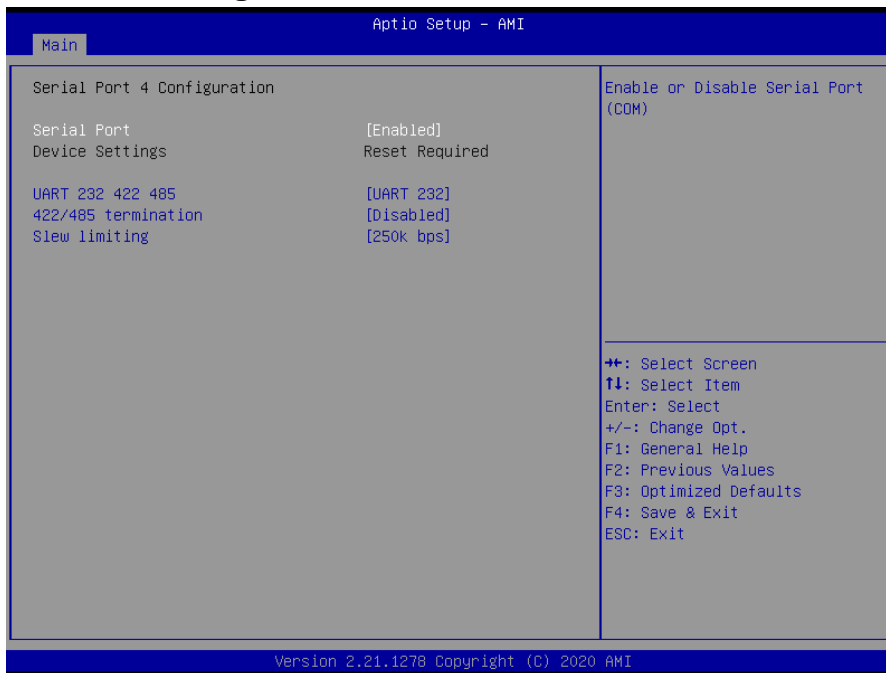 Aptio Setup – AMI
Main
Serial Port 4 Configuration
Serial Port [Enabled]
Device Settings Reset Required
UART 232 422 485 [UART 232]
422/485 termination [Disabled]
Slew limiting [250k bps]
Enable or Disable Serial Port
(COM)
→←: Select Screen
↑↓: Select Item
Enter: Select
+/-: Change Opt.
F1: General Help
F2: Previous Values
F3: Optimized Defaults
F4: Save & Exit
ESC: Exit
Version 2.21.1278 Copyright (C) 2020 AMI